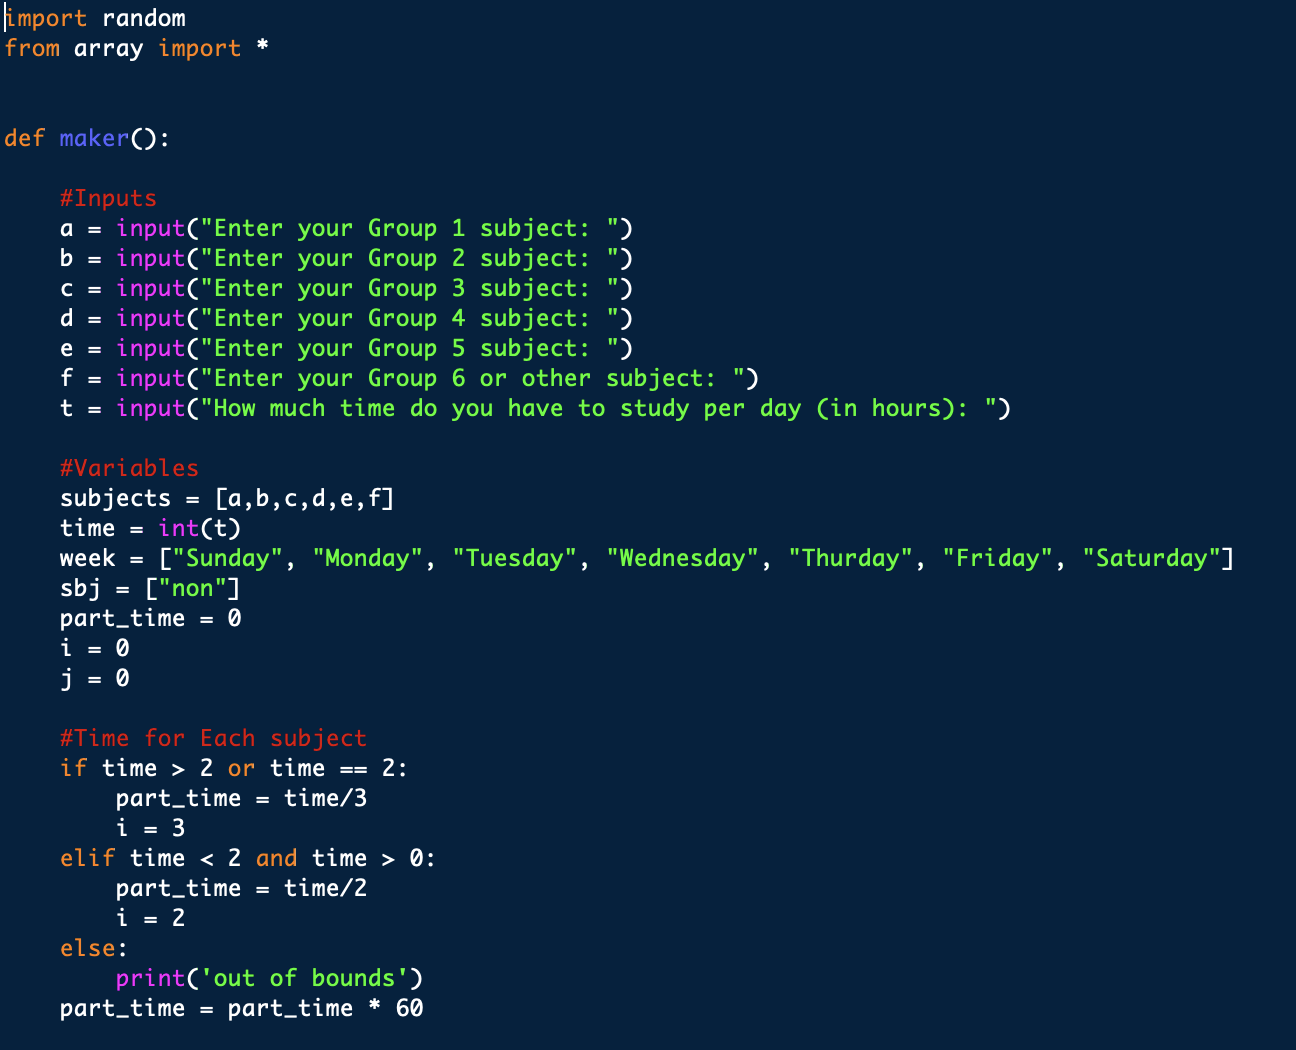 import random
from array import *
def maker():
    #Inputs
    a = input("Enter your Group 1 subject: ")
    b = input("Enter your Group 2 subject: ")
    c = input("Enter your Group 3 subject: ")
    d = input("Enter your Group 4 subject: ")
    e = input("Enter your Group 5 subject: ")
    f = input("Enter your Group 6 or other subject: ")
    t = input("How much time do you have to study per day (in hours): ")
    #Variables
    subjects = [a,b,c,d,e,f]
    time = int(t)
    week = ["Sunday", "Monday", "Tuesday", "Wednesday", "Thurday", "Friday", "Saturday"]
    sbj = ["non"]
    part_time = 0
    i = 0
    j = 0
    #Time for Each subject
    if time > 2 or time == 2:
        part_time = time/3
        i = 3
    elif time < 2 and time > 0:
        part_time = time/2
        i = 2
    else:
        print('out of bounds')
    part_time = part_time * 60